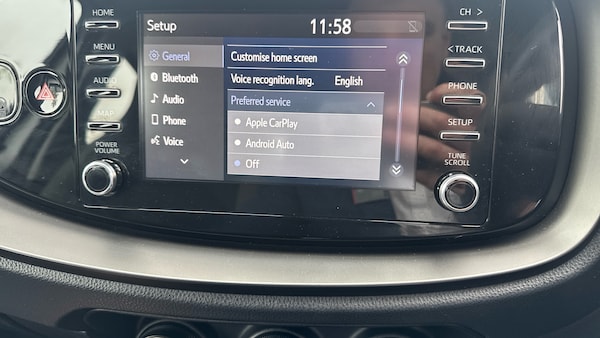 HOME
MENU
AUDIO
MAP
POWER
VOLUME
Setup
11:58
General
Bluetooth
Audio
Phone
Voice
Customise home screen
Voice recognition lang. English
Preferred service
Apple CarPlay
Android Auto
Off
CH >
< TRACK
PHONE
SETUP
TUNE
SCROLL